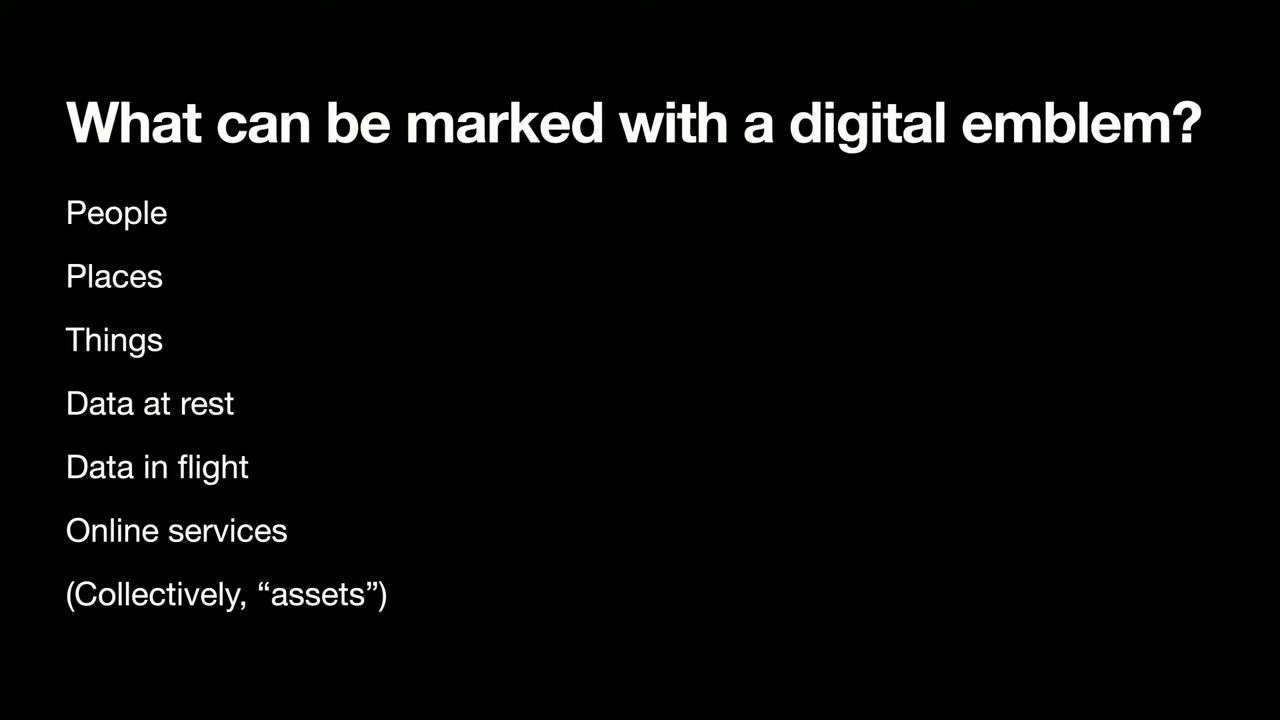 What can be marked with a digital emblem?
People
Places
Things
Data at rest
Data in flight
Online services
(Collectively, “assets”)